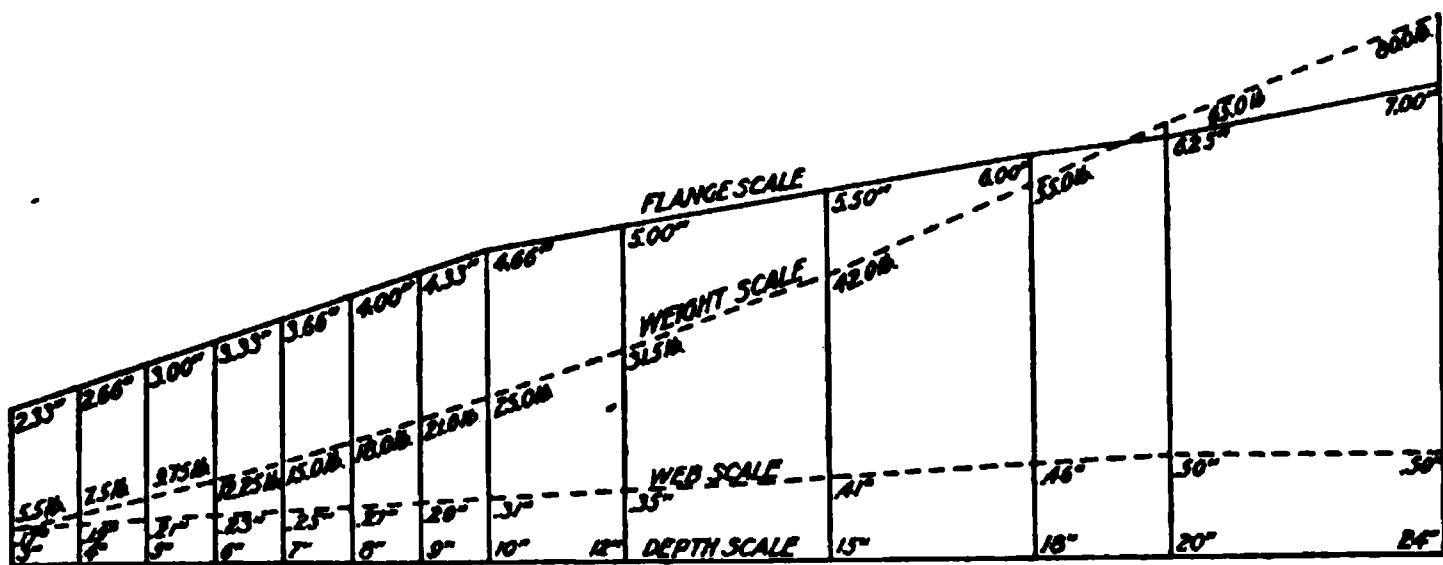 FLANGE SCALE
2.33" 2.66" 3.00" 3.33" 3.66" 4.00" 4.33" 4.66" 5.00" 5.50" 6.00" 6.25" 7.00"
WEIGHT SCALE
5.5 lb. 7.5 lb. 9.75 lb. 12.25 lb. 15.0 lb. 18.0 lb. 21.0 lb. 25.0 lb. 31.5 lb. 42.0 lb. 55.0 lb. 65.0 lb. 80.0 lb.
WEB SCALE
.17" .21" .23" .25" .27" .31" .35" .41" .46" .50" .50"
DEPTH SCALE
3" 4" 5" 6" 7" 8" 9" 10" 12" 15" 18" 20" 24"